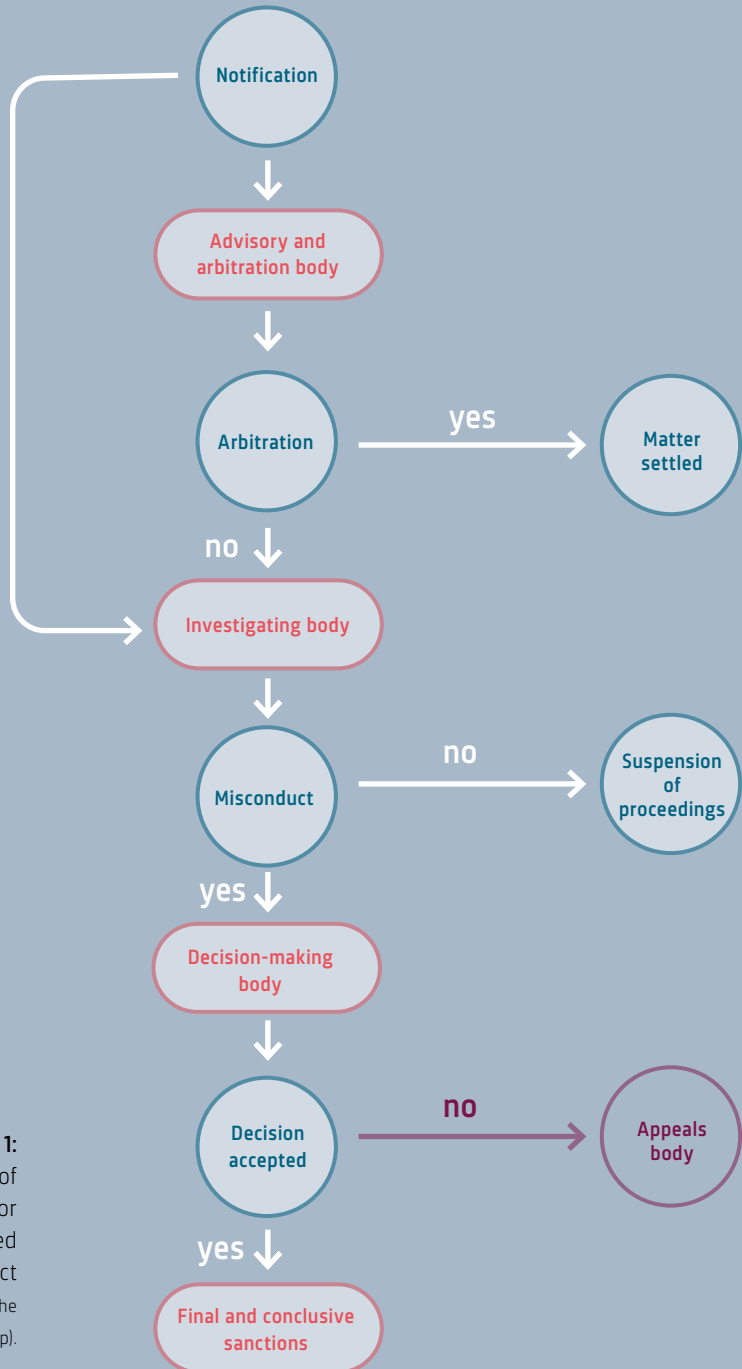 Notification
Advisory and
arbitration body
Arbitration
yes
Matter
settled
no
Investigating body
Misconduct
no
Suspension
of
proceedings
yes
Decision-making
body
Decision
accepted
no
Appeals
body
yes
Final and conclusive
sanctions
1:
of
or
ed
ct
he
p).